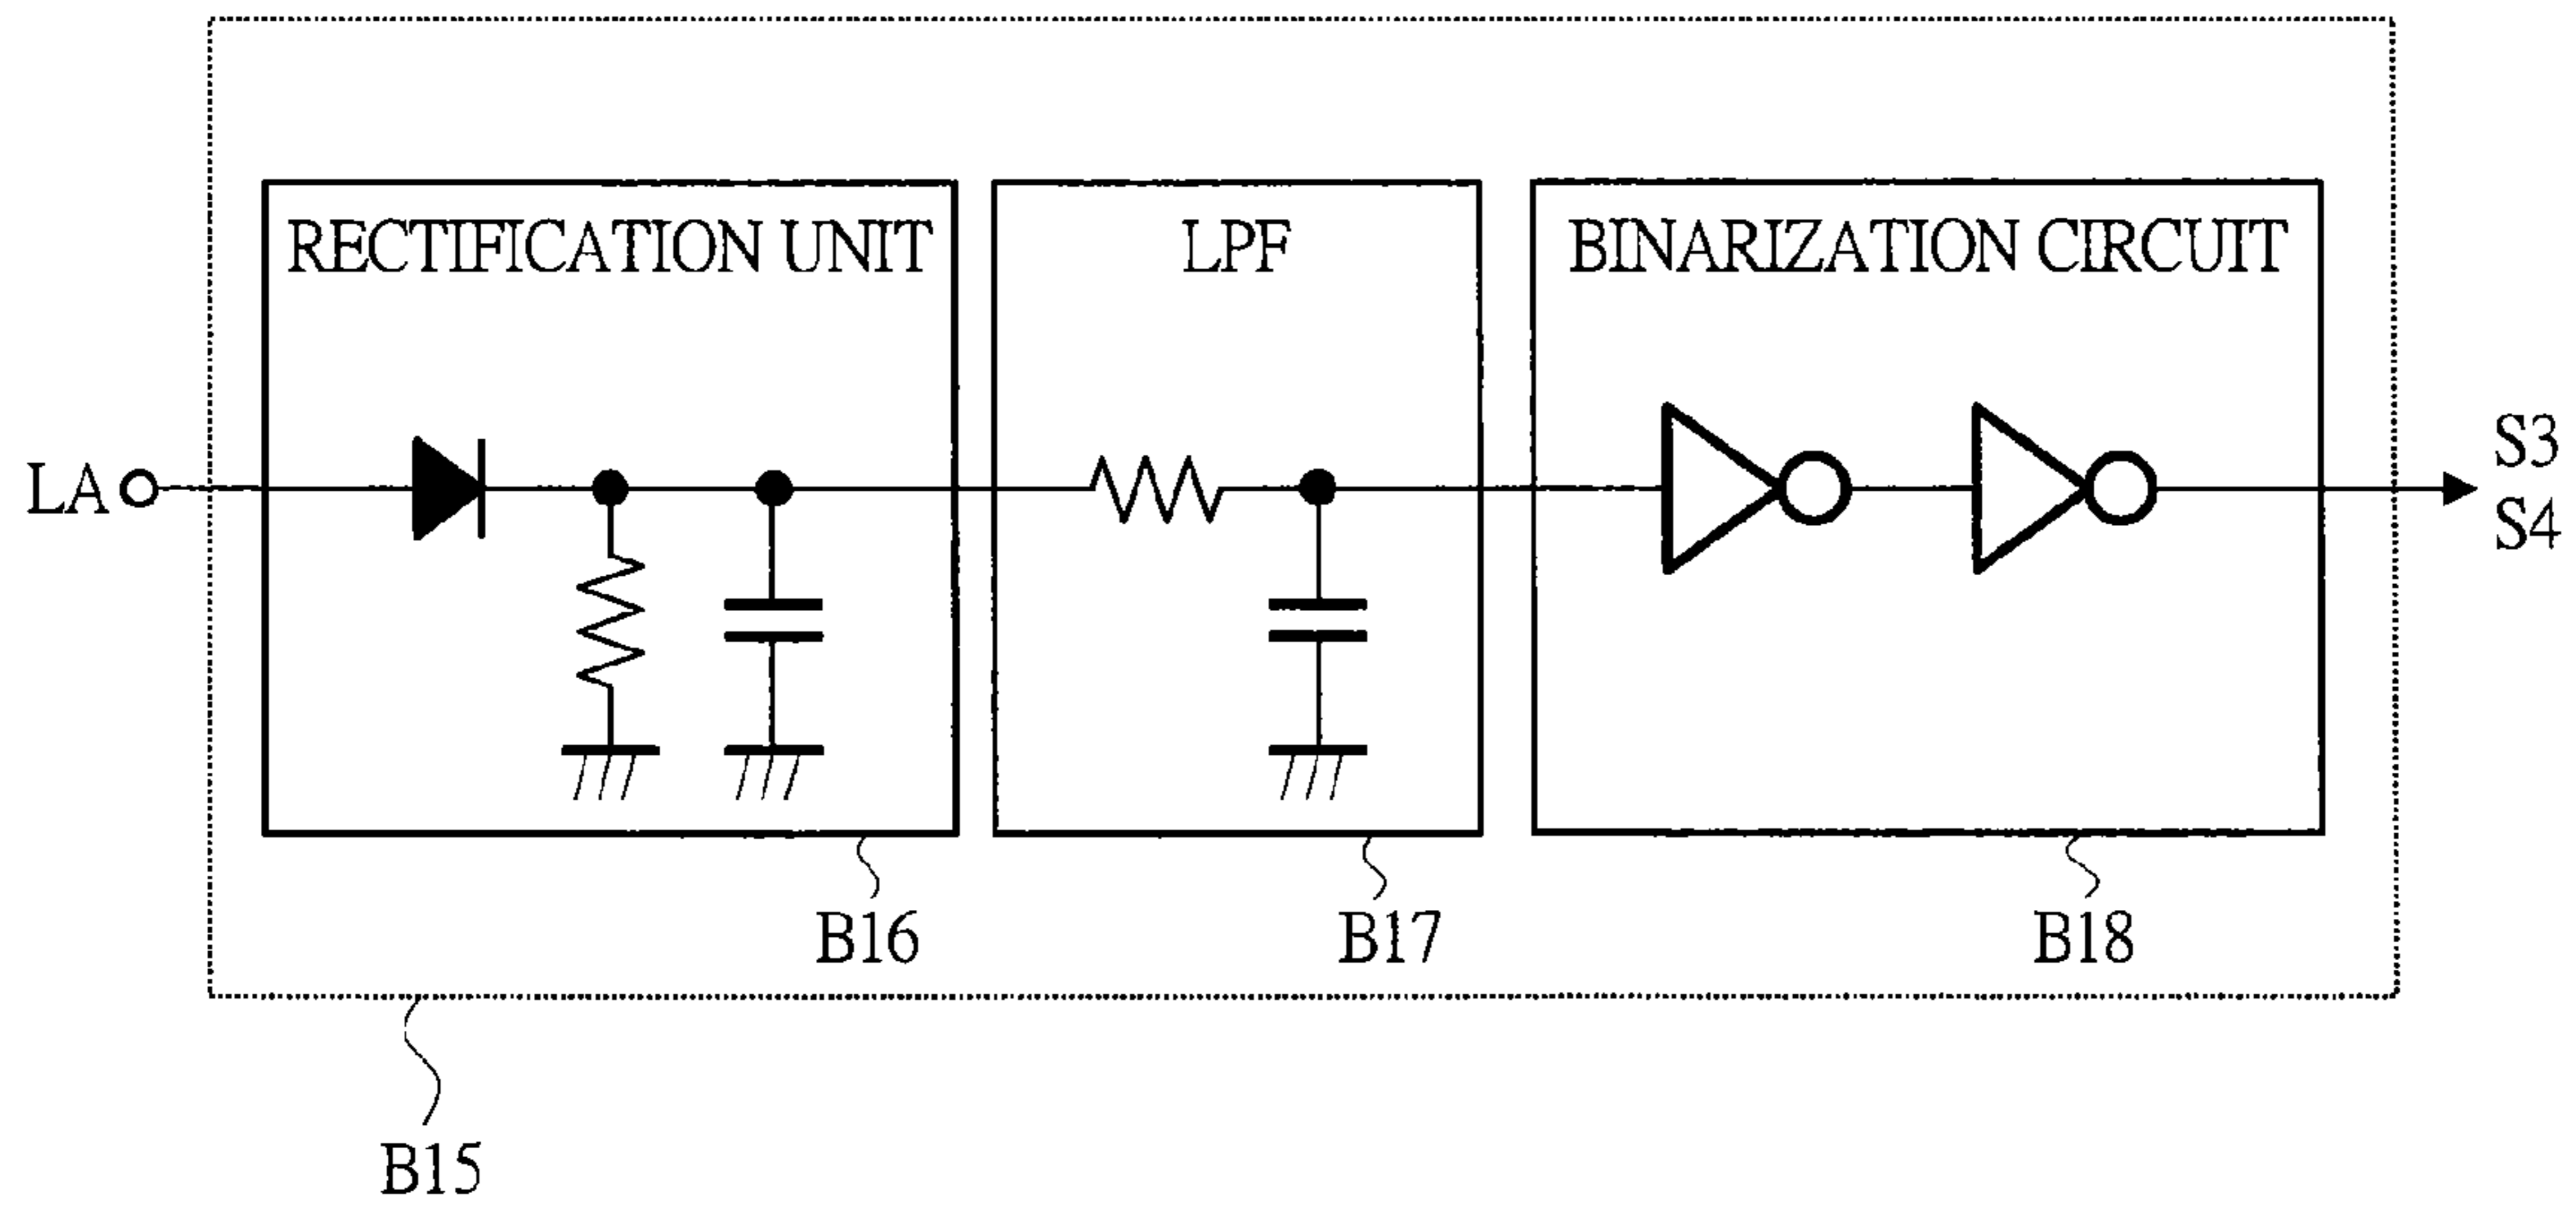 RECTIFICATION UNIT
LPF
BINARIZATION CIRCUIT
LA
S3
S4
B16
B17
B18
B15